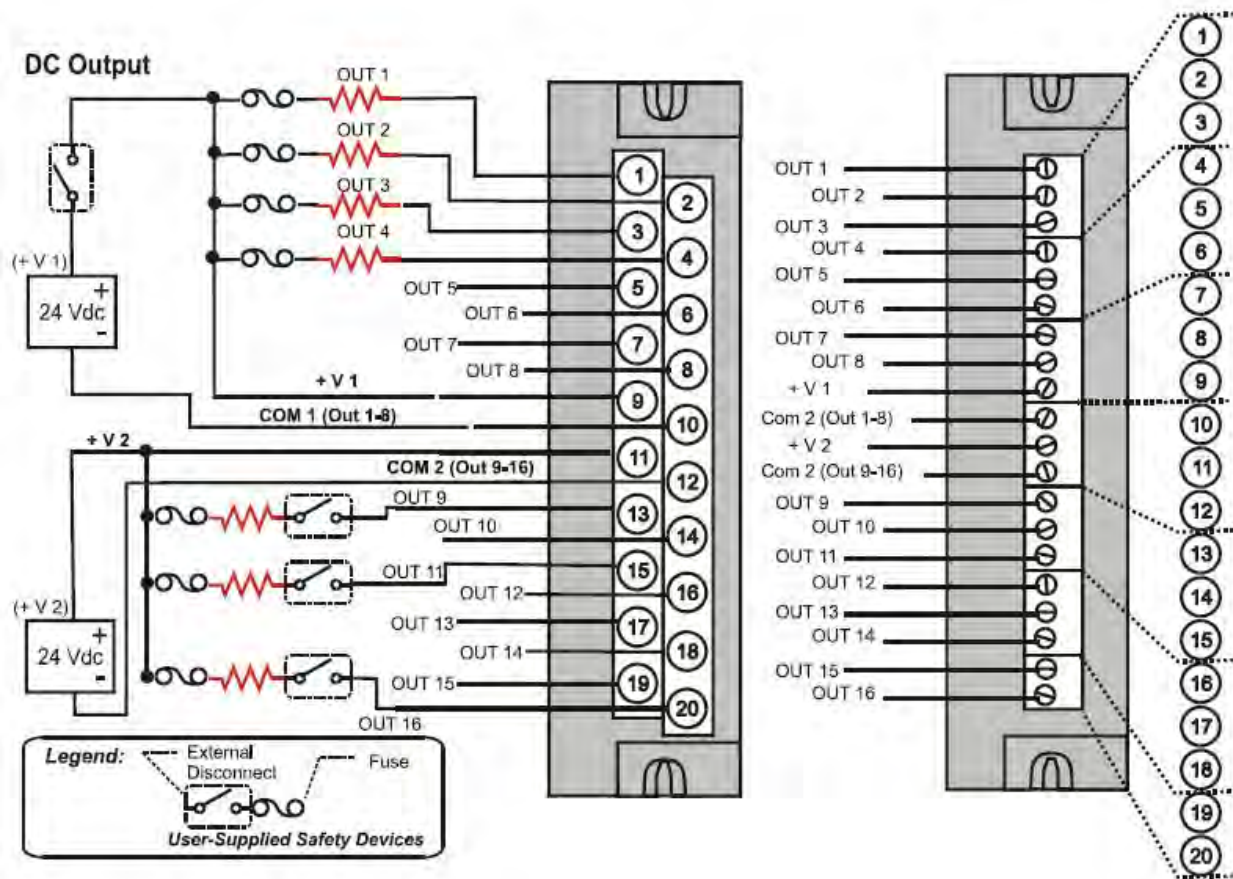 DC Output
OUT 1
OUT 2
OUT 3
OUT 4
(+ V 1)
24 Vdc
+
-
OUT 5
OUT 6
OUT 7
OUT 8
+ V 1
COM 1 (Out 1-8)
+ V 2
COM 2 (Out 9-16)
OUT 9
OUT 10
OUT 11
OUT 12
(+ V 2)
24 Vdc
+
-
OUT 13
OUT 14
OUT 15
OUT 16
1
2
3
4
5
6
7
8
9
10
11
12
13
14
15
16
17
18
19
20
Legend:
External
Disconnect
Fuse
User-Supplied Safety Devices
OUT 1
OUT 2
OUT 3
OUT 4
OUT 5
OUT 6
OUT 7
OUT 8
+ V 1
Com 2 (Out 1-8)
+ V 2
Com 2 (Out 9-16)
OUT 9
OUT 10
OUT 11
OUT 12
OUT 13
OUT 14
OUT 15
OUT 16
1
2
3
4
5
6
7
8
9
10
11
12
13
14
15
16
17
18
19
20